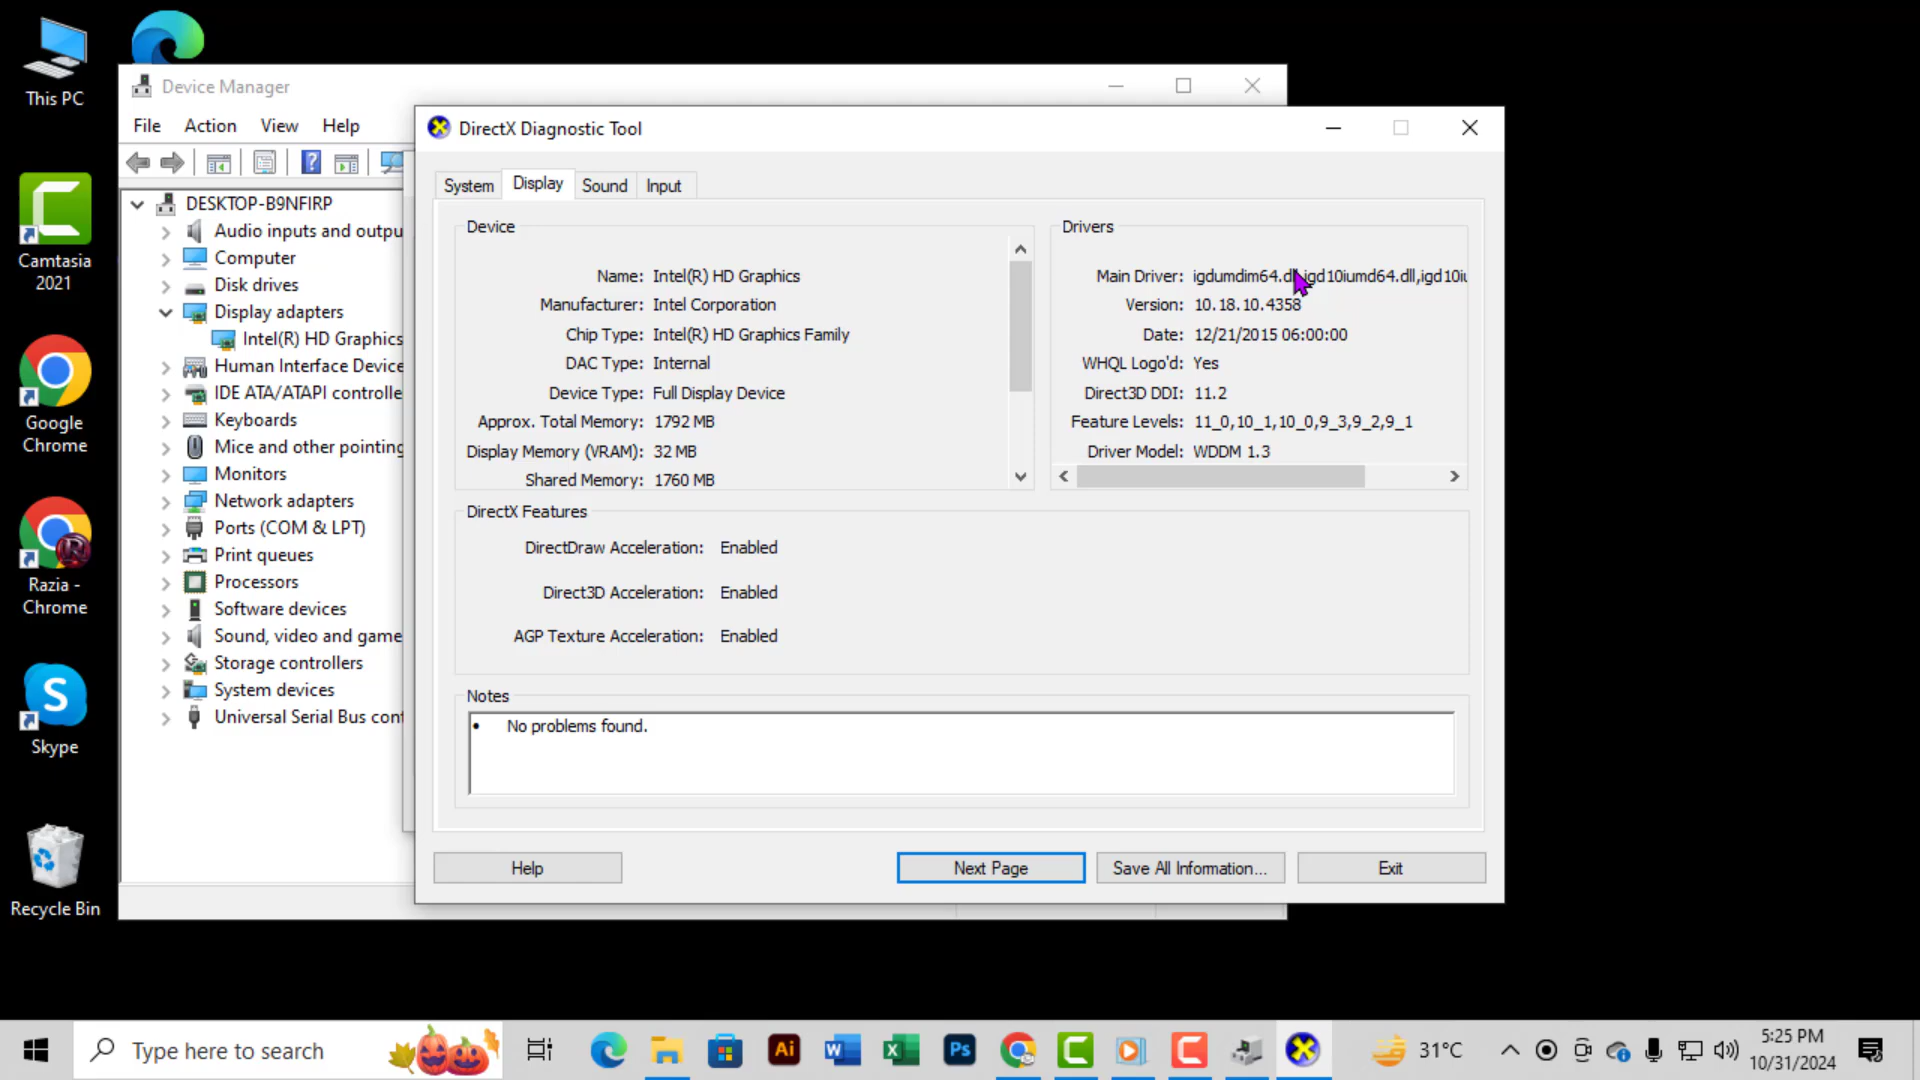 This PC
Camtasia
2021
Google
Chrome
Razia -
Chrome
Skype
Recycle Bin
Device Manager
File Action View Help
DESKTOP-B9NFIRP
Audio inputs and outpu
Computer
Disk drives
Display adapters
Intel(R) HD Graphics
Human Interface Device
IDE ATA/ATAPI controlle
Keyboards
Mice and other pointing
Monitors
Network adapters
Ports (COM & LPT)
Print queues
Processors
Software devices
Sound, video and game
Storage controllers
System devices
Universal Serial Bus cont
DirectX Diagnostic Tool
System Display Sound Input
Device
Name: Intel(R) HD Graphics
Manufacturer: Intel Corporation
Chip Type: Intel(R) HD Graphics Family
DAC Type: Internal
Device Type: Full Display Device
Approx. Total Memory: 1792 MB
Display Memory (VRAM): 32 MB
Shared Memory: 1760 MB
Drivers
Main Driver: igdumdim64.dll,igd10iumd64.dll,igd10iu
Version: 10.18.10.4358
Date: 12/21/2015 06:00:00
WHQL Logo'd: Yes
Direct3D DDI: 11.2
Feature Levels: 11_0,10_1,10_0,9_3,9_2,9_1
Driver Model: WDDM 1.3
DirectX Features
DirectDraw Acceleration: Enabled
Direct3D Acceleration: Enabled
AGP Texture Acceleration: Enabled
Notes
• No problems found.
Help Next Page Save All Information... Exit
Type here to search
Ai
Ps
31°C
5:25 PM
10/31/2024